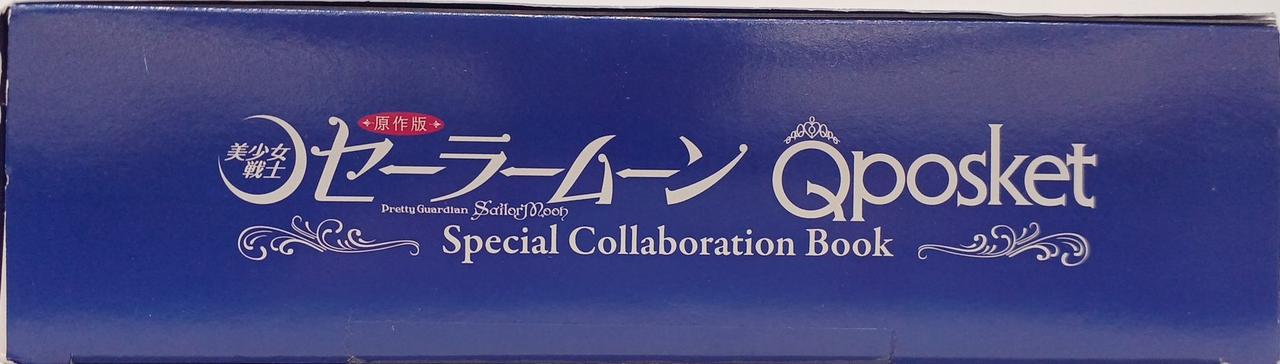 原作版
美少女
戦士
セーラームーン
Pretty Guardian Sailor Moon
Qposket
Special Collaboration Book